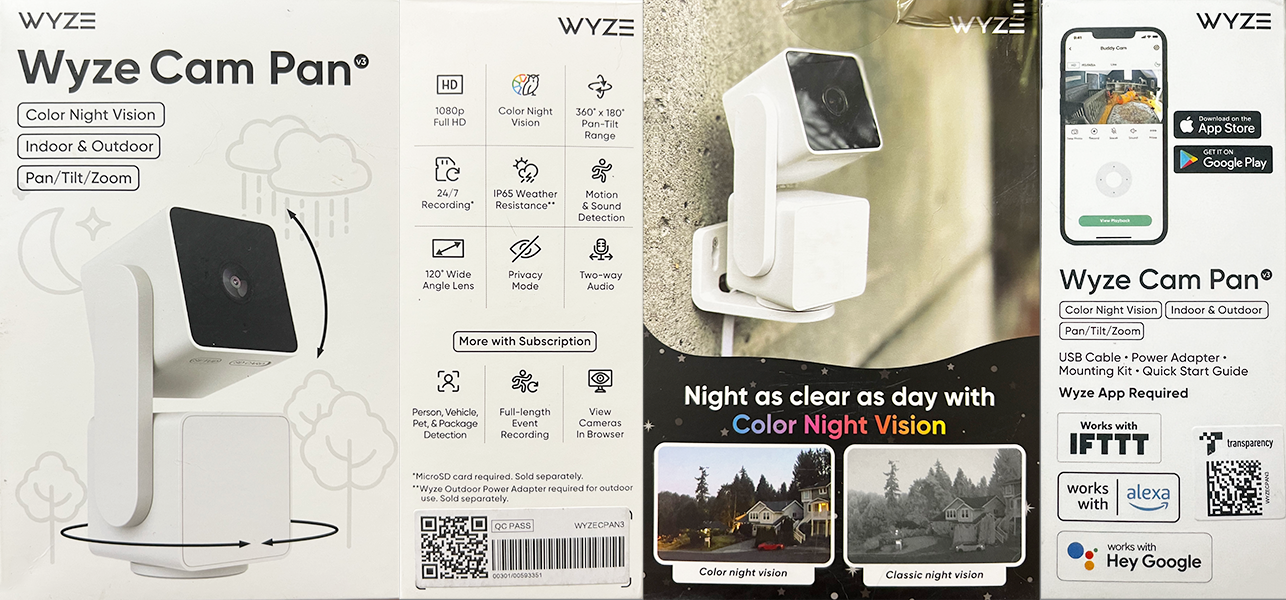 WYZE
Wyze Cam Pan v3
Color Night Vision
Indoor & Outdoor
Pan/Tilt/Zoom
WYZE
HD
1080p
Full HD
Color Night
Vision
360° x 180°
Pan-Tilt
Range
24/7
Recording*
IP65 Weather
Resistance**
Motion
& Sound
Detection
120° Wide
Angle Lens
Privacy
Mode
Two-way
Audio
More with Subscription
Person, Vehicle,
Pet, & Package
Detection
Full-length
Event
Recording
View
Cameras
In Browser
*MicroSD card required. Sold separately.
**Wyze Outdoor Power Adapter required for outdoor
use. Sold separately.
QC PASS
WYZECPAN3
00301/00593351
WYZE
Night as clear as day with
Color Night Vision
Color night vision
Classic night vision
WYZE
Buddy Cam
View Playback
Download on the
App Store
GET IT ON
Google Play
Wyze Cam Pan v3
Color Night Vision
Indoor & Outdoor
Pan/Tilt/Zoom
USB Cable • Power Adapter •
Mounting Kit • Quick Start Guide
Wyze App Required
Works with
IFTTT
transparency
WYZECPAN3
works with
alexa
works with
Hey Google